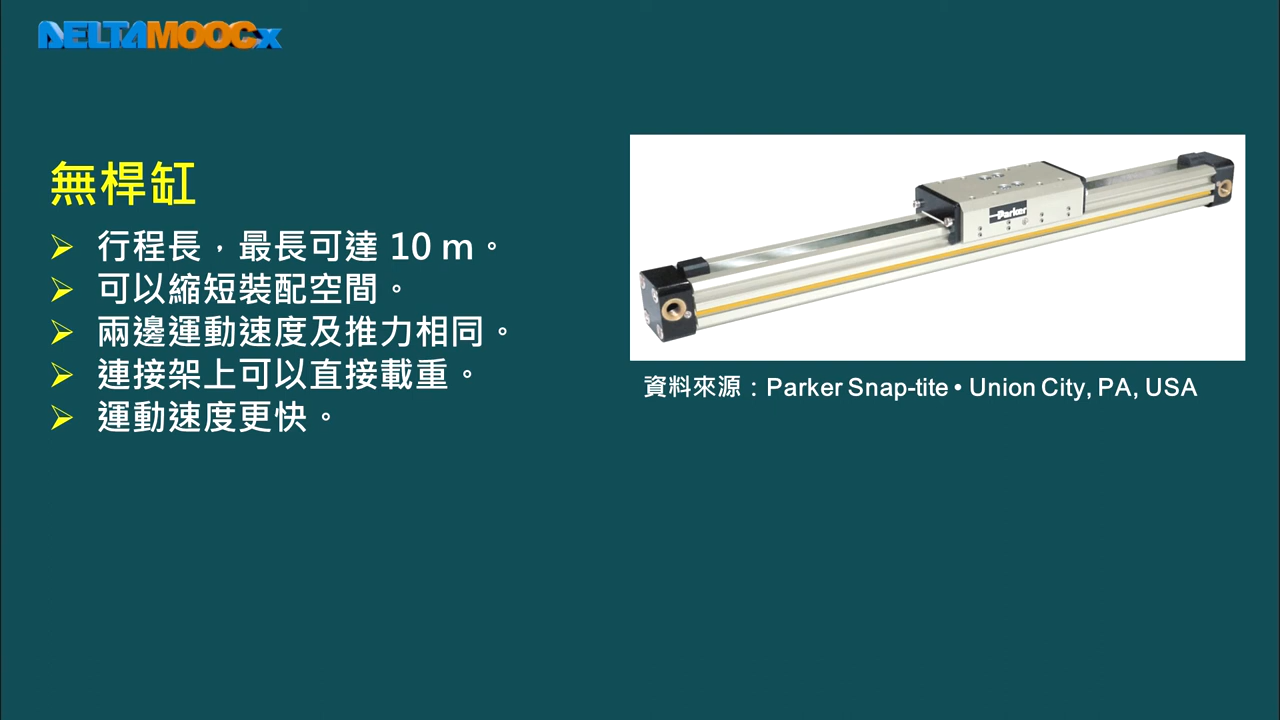 DELTAMOOCx
無桿缸
行程長，最長可達 10 m。
可以縮短裝配空間。
兩邊運動速度及推力相同。
連接架上可以直接載重。
運動速度更快。
Parker
資料來源：Parker Snap-tite • Union City, PA, USA